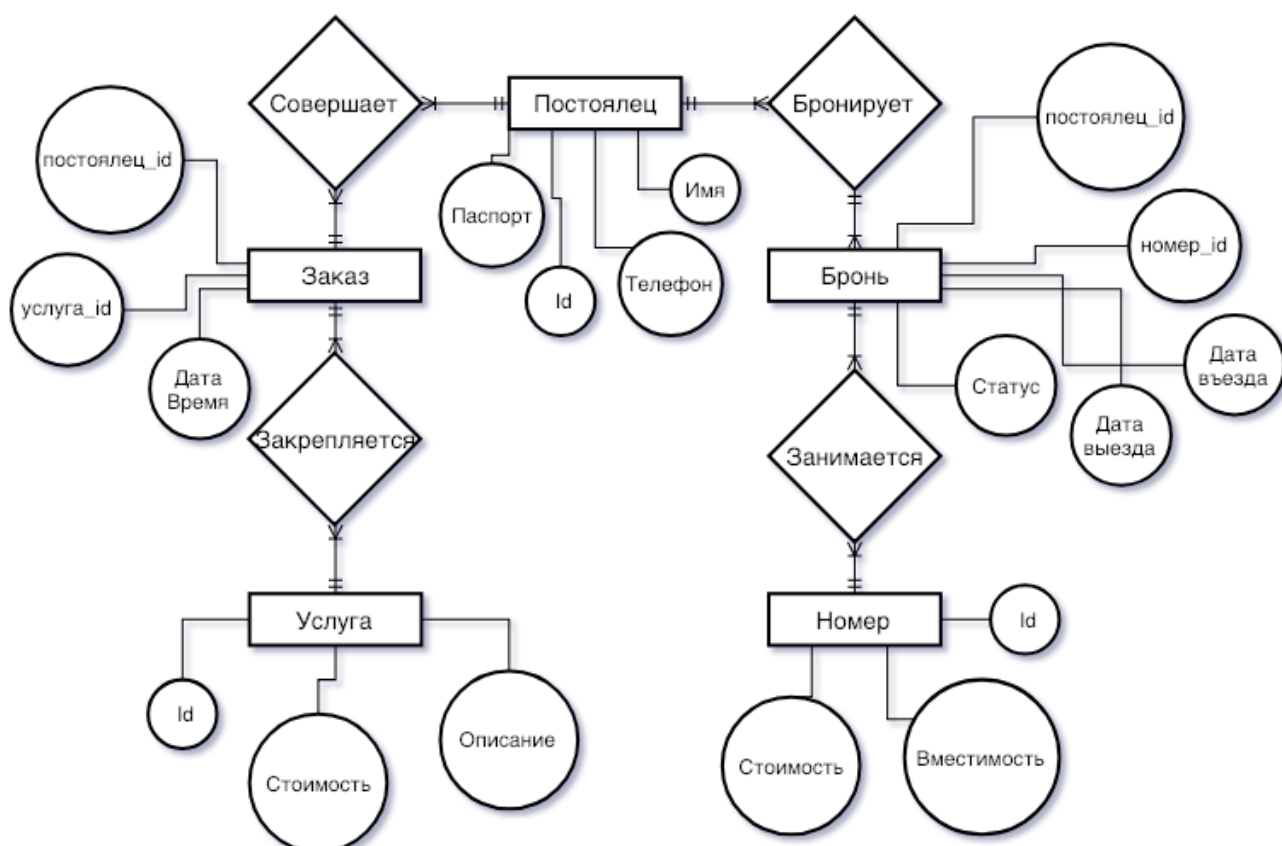 Совершает
Постоялец
Бронирует
постоялец_id
постоялец_id
Паспорт
Имя
номер_id
Заказ
Id
Телефон
Бронь
услуга_id
Дата
Время
Статус
Дата
въезда
Дата
выезда
Закрепляется
Занимается
Услуга
Номер
Id
Id
Стоимость
Описание
Стоимость
Вместимость